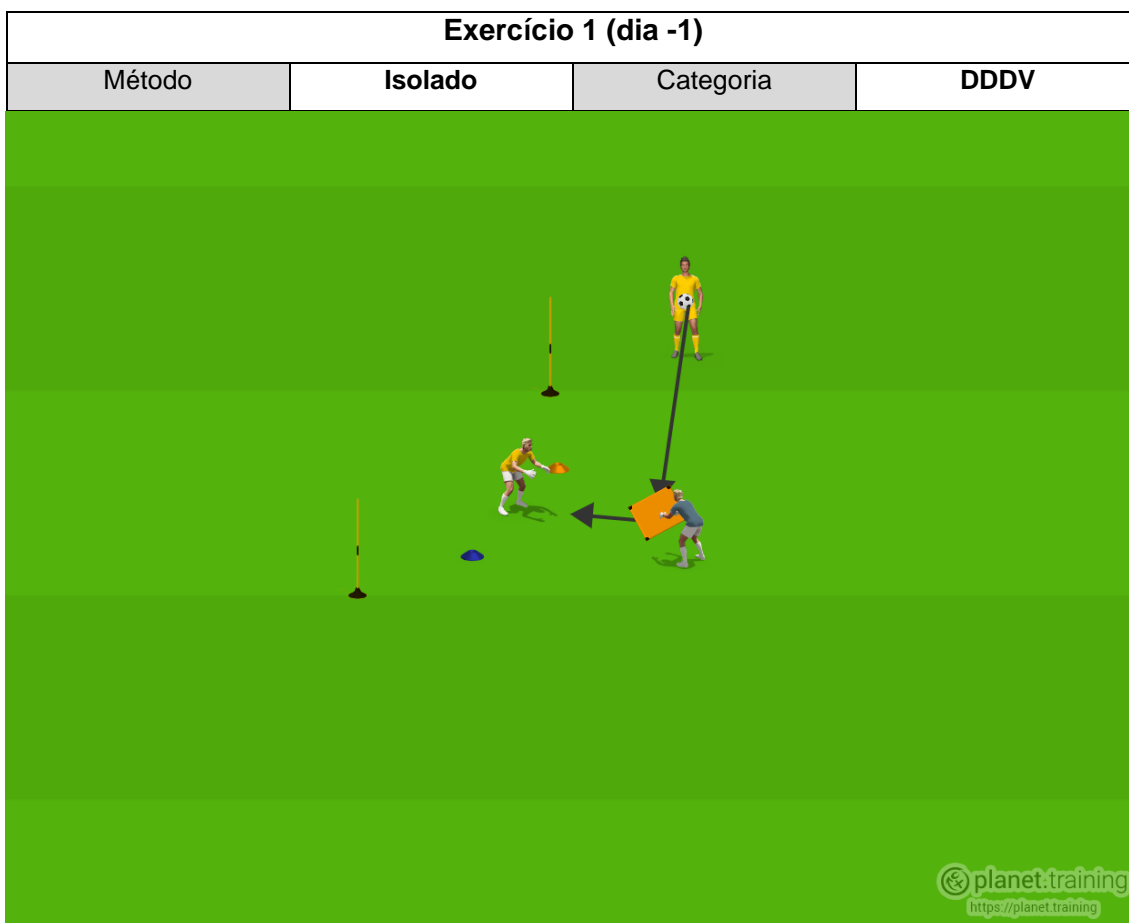 Exercício 1 (dia -1)
Método Isolado Categoria DDDV
planet.training
https://planet.training